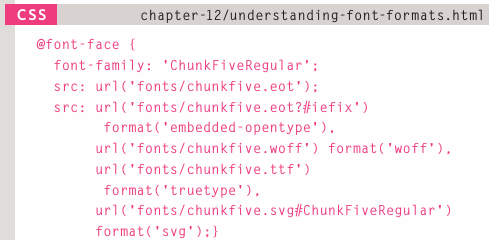 CSS chapter-12/understanding-font-formats.html
@font-face {
font-family: 'ChunkFiveRegular';
src: url('fonts/chunkfive.eot');
src: url('fonts/chunkfive.eot?#iefix')
format('embedded-opentype'),
url('fonts/chunkfive.woff') format('woff'),
url('fonts/chunkfive.ttf')
format('truetype'),
url('fonts/chunkfive.svg#ChunkFiveRegular')
format('svg');}